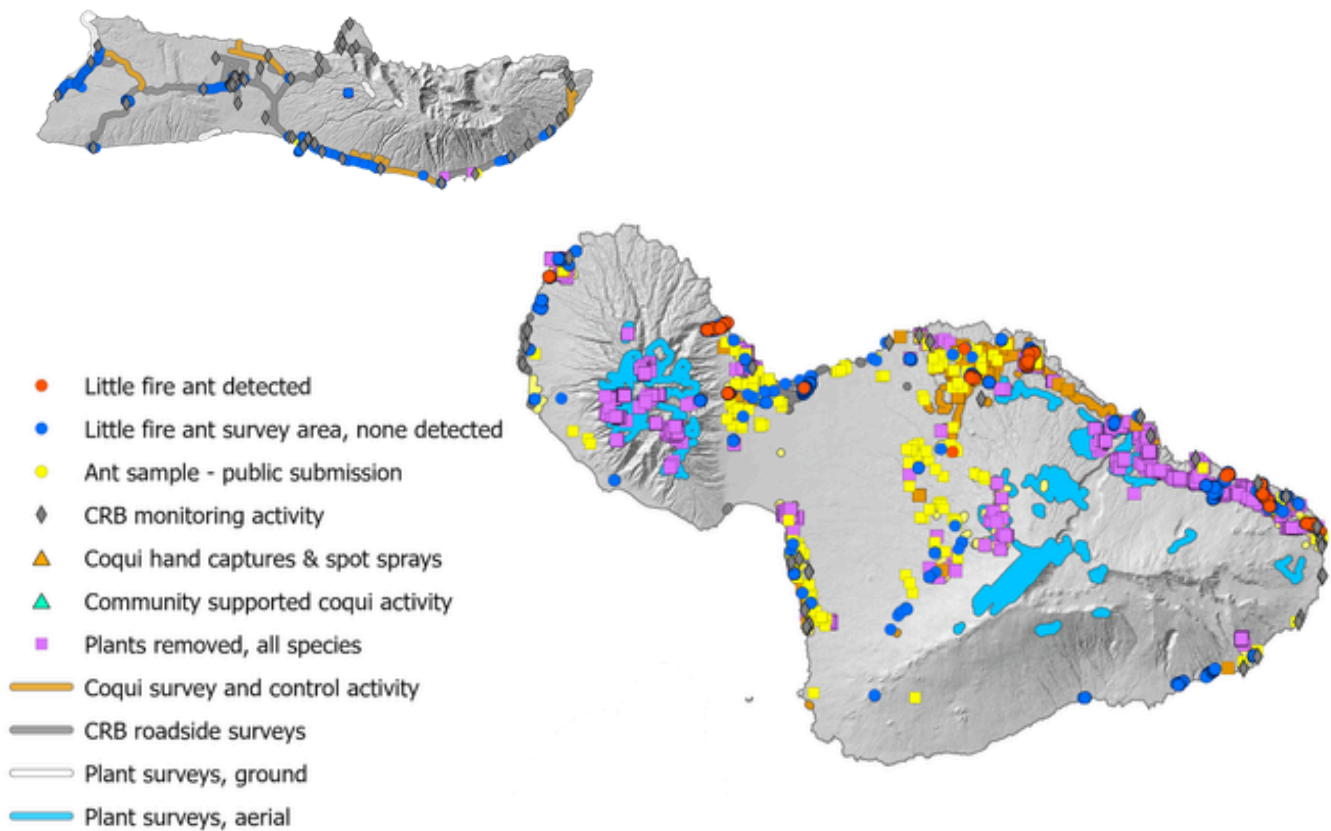 Little fire ant detected
Little fire ant survey area, none detected
Ant sample - public submission
CRB monitoring activity
Coqui hand captures & spot sprays
Community supported coqui activity
Plants removed, all species
Coqui survey and control activity
CRB roadside surveys
Plant surveys, ground
Plant surveys, aerial